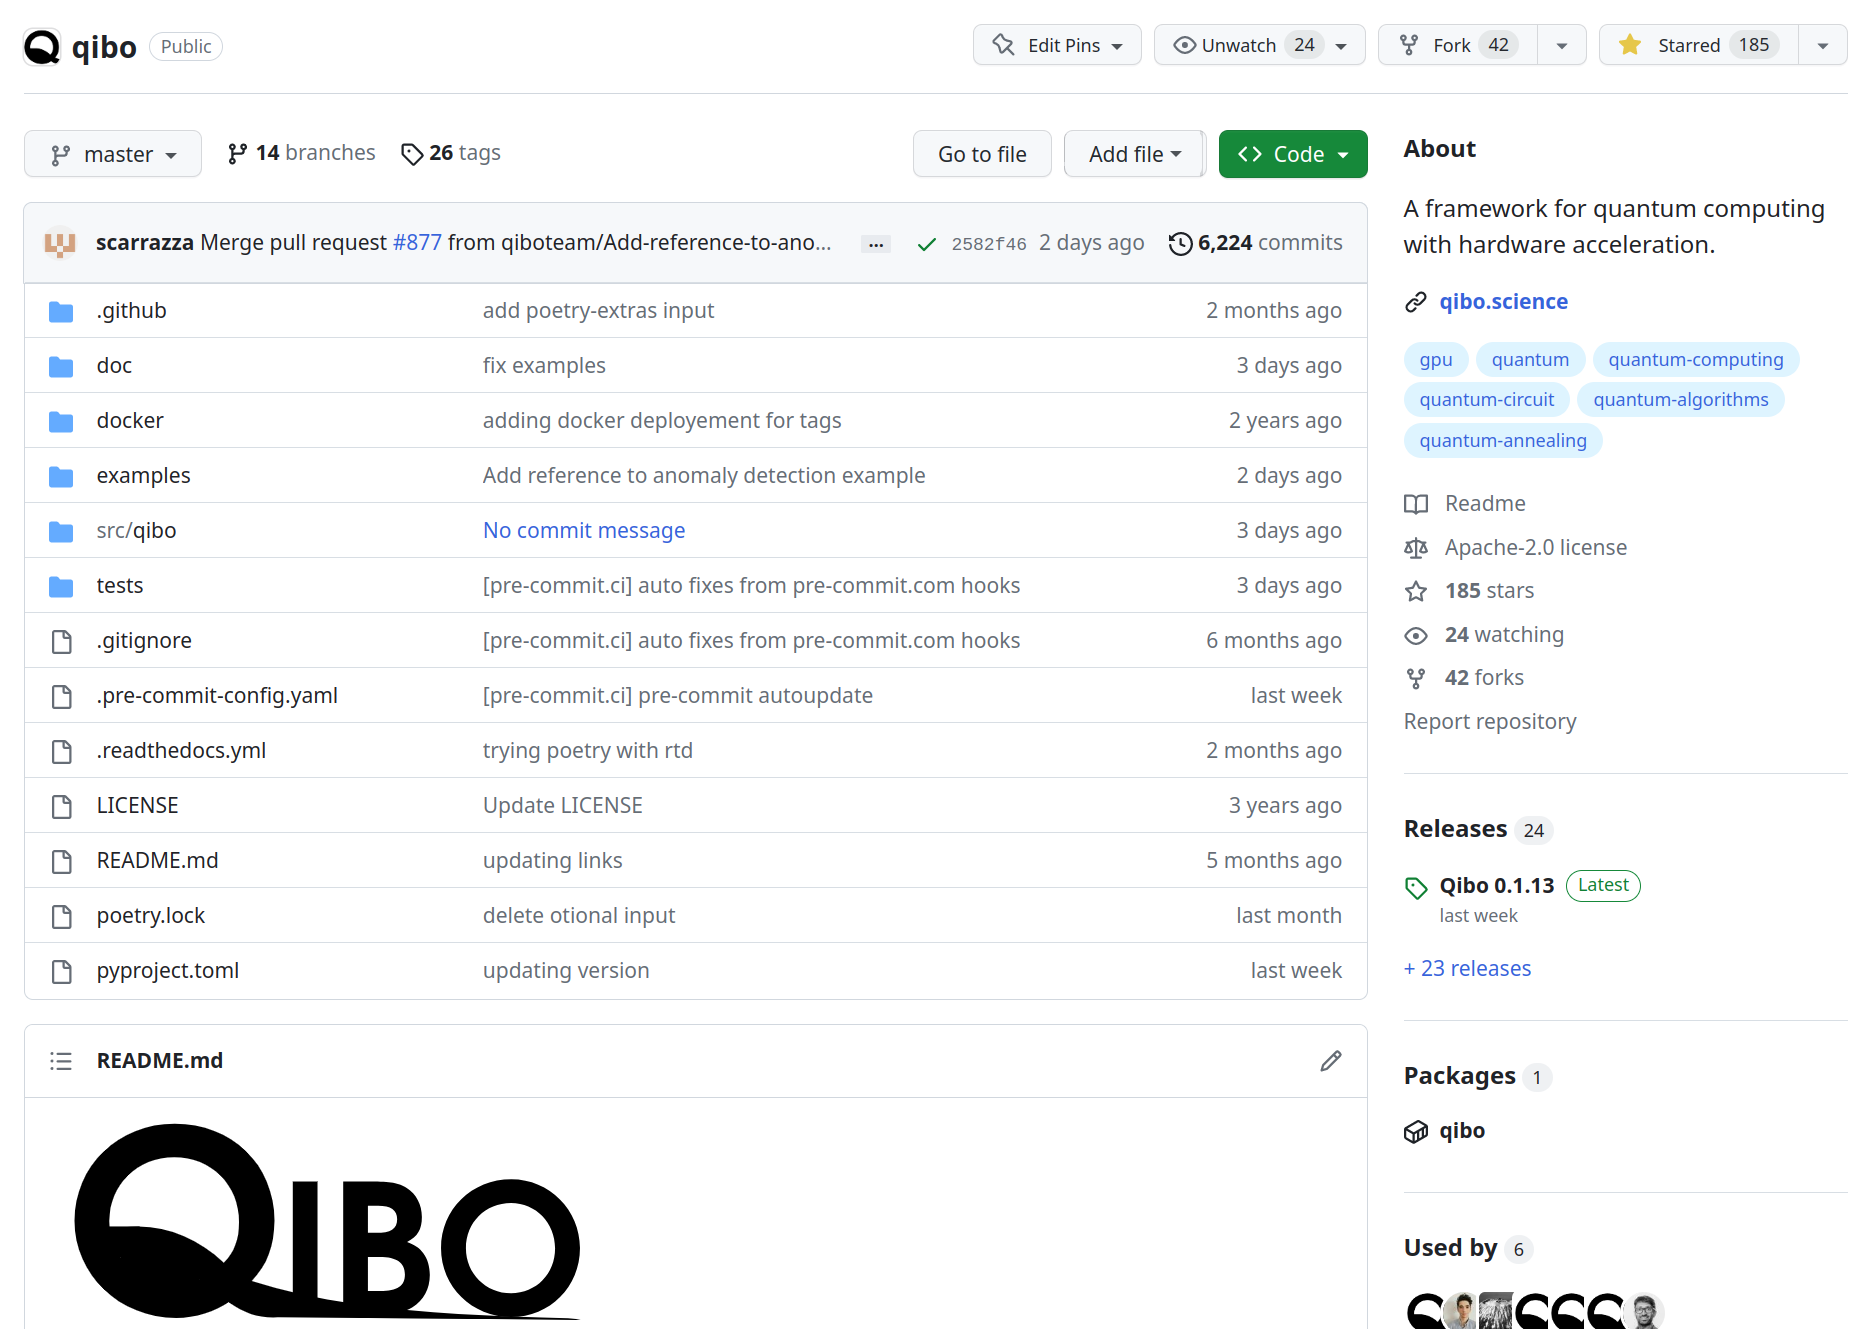 qibo Public Edit Pins Unwatch 24 Fork 42 Starred 185
master 14 branches 26 tags Go to file Add file Code
scarrazza Merge pull request #877 from qiboteam/Add-reference-to-ano... ... 2582f46 2 days ago 6,224 commits
.github add poetry-extras input 2 months ago
doc fix examples 3 days ago
docker adding docker deployement for tags 2 years ago
examples Add reference to anomaly detection example 2 days ago
src/qibo No commit message 3 days ago
tests [pre-commit.ci] auto fixes from pre-commit.com hooks 3 days ago
.gitignore [pre-commit.ci] auto fixes from pre-commit.com hooks 6 months ago
.pre-commit-config.yaml [pre-commit.ci] pre-commit autoupdate last week
.readthedocs.yml trying poetry with rtd 2 months ago
LICENSE Update LICENSE 3 years ago
README.md updating links 5 months ago
poetry.lock delete otional input last month
pyproject.toml updating version last week
README.md
QIBO
About
A framework for quantum computing
with hardware acceleration.
qibo.science
gpu quantum quantum-computing
quantum-circuit quantum-algorithms
quantum-annealing
Readme
Apache-2.0 license
185 stars
24 watching
42 forks
Report repository
Releases 24
Qibo 0.1.13 Latest
last week
+ 23 releases
Packages 1
qibo
Used by 6